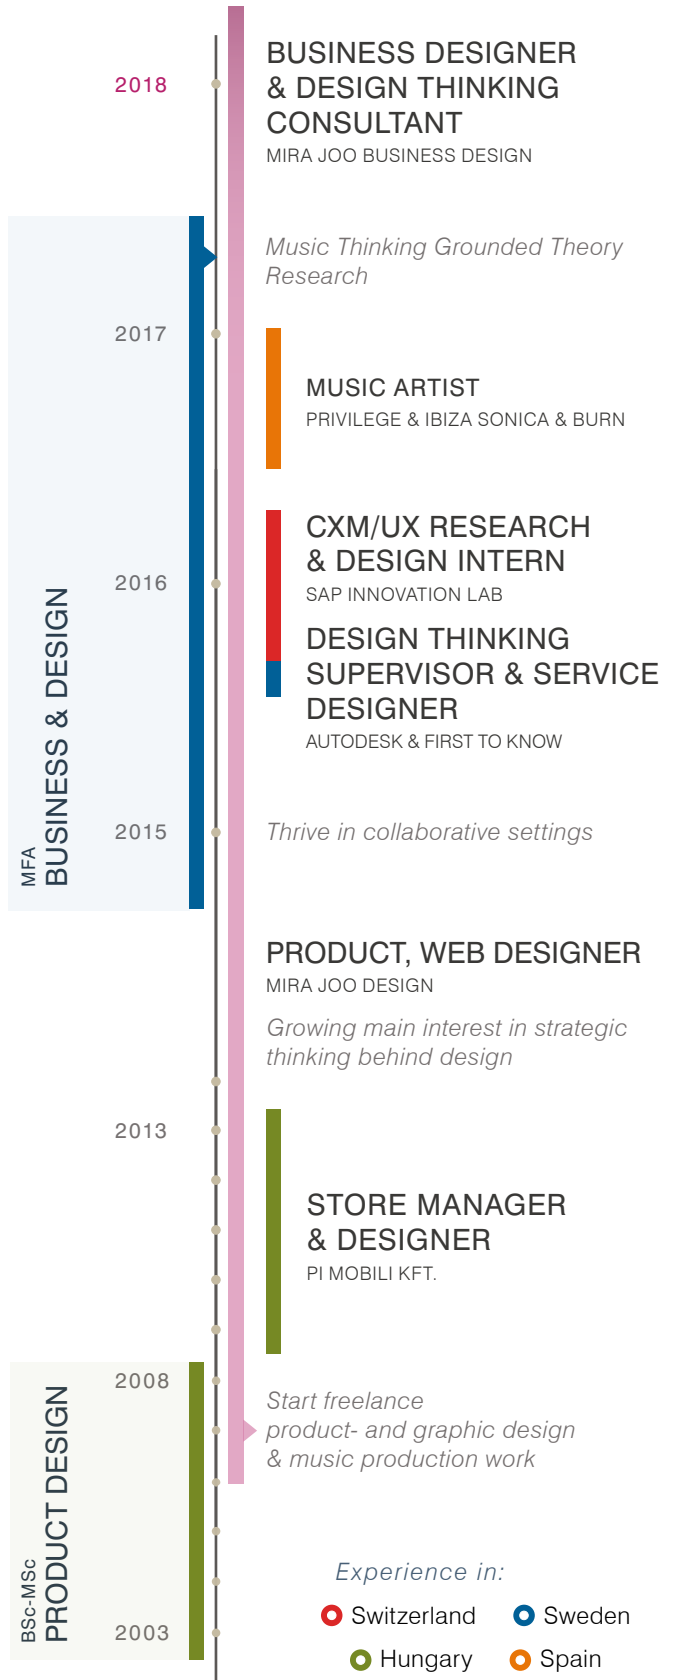 2018
BUSINESS DESIGNER
& DESIGN THINKING
CONSULTANT
MIRA JOO BUSINESS DESIGN
Music Thinking Grounded Theory
Research
2017
MUSIC ARTIST
PRIVILEGE & IBIZA SONICA & BURN
CXM/UX RESEARCH
& DESIGN INTERN
SAP INNOVATION LAB
2016
DESIGN THINKING
SUPERVISOR & SERVICE
DESIGNER
AUTODESK & FIRST TO KNOW
MFA
BUSINESS & DESIGN
2015
Thrive in collaborative settings
PRODUCT, WEB DESIGNER
MIRA JOO DESIGN
Growing main interest in strategic
thinking behind design
2013
STORE MANAGER
& DESIGNER
PI MOBILI KFT.
2008
Start freelance
product- and graphic design
& music production work
BSc-MSc
PRODUCT DESIGN
2003
Experience in:
Switzerland
Sweden
Hungary
Spain